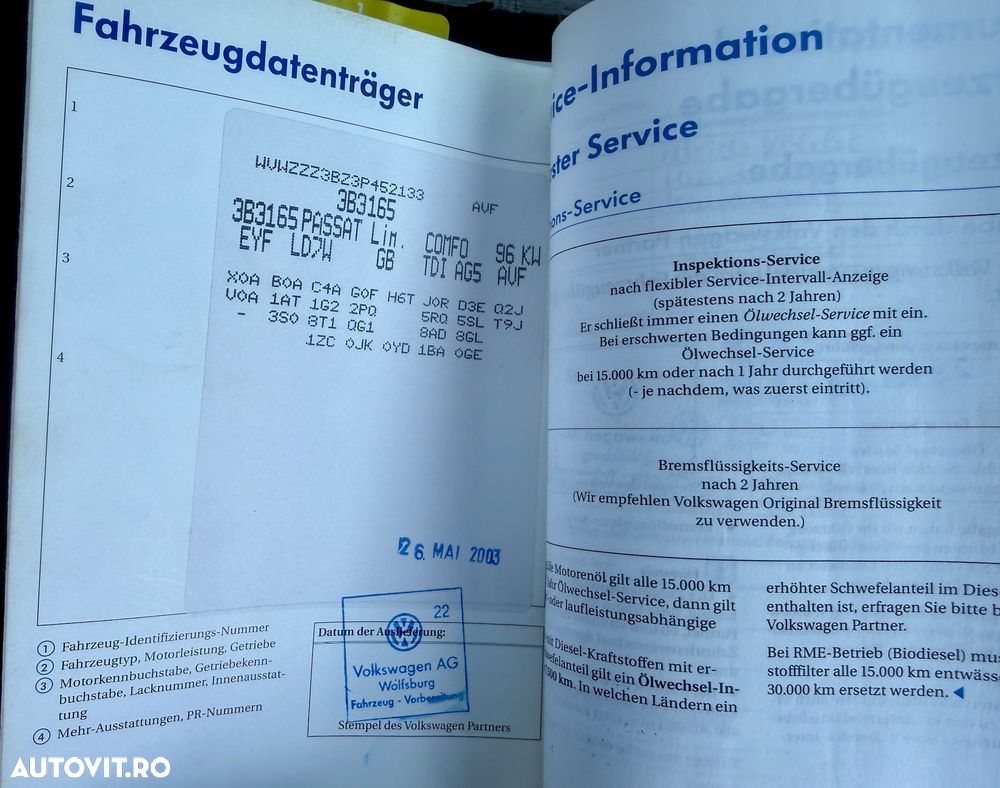 Fahrzeugdatenträger
1
2
3
4
WVWZZZ3BZ3P452133
3B3165 AVF
3B3165 PASSAT Lim. COMFO 96 KW
EYF LD7W GB TDI AG5 AVF
X0A B0A C4A G0F H6T J0R D3E Q2J
V0A 1AT 1G2 2PQ 5RQ 5SL T9J
- 3S0 8T1 QG1 8AD 8GL
1ZC 0JK 0YD 1BA 0GE
26. MAI 2003
1 Fahrzeug-Identifizierungs-Nummer
2 Fahrzeugtyp, Motorleistung, Getriebe
3 Motorkennbuchstabe, Getriebekenn-
buchstabe, Lacknummer, Innenausstat-
tung
4 Mehr-Ausstattungen, PR-Nummern
Datum der Auslieferung:
22
Volkswagen AG
Wolfsburg
Fahrzeug - Vorbereitung
Stempel des Volkswagen Partners
ice-Information
ster Service
ons-Service
Inspektions-Service
nach flexibler Service-Intervall-Anzeige
(spätestens nach 2 Jahren)
Er schließt immer einen Ölwechsel-Service mit ein.
Bei erschwerten Bedingungen kann ggf. ein
Ölwechsel-Service
bei 15.000 km oder nach 1 Jahr durchgeführt werden
(- je nachdem, was zuerst eintritt).
Bremsflüssigkeits-Service
nach 2 Jahren
(Wir empfehlen Volkswagen Original Bremsflüssigkeit
zu verwenden.)
Motorenöl gilt alle 15.000 km
Ölwechsel-Service, dann gilt
oder laufleistungsabhängige
mit Diesel-Kraftstoffen mit er-
wefelanteil gilt ein Ölwechsel-In-
500 km. In welchen Ländern ein
erhöhter Schwefelanteil im Dies
enthalten ist, erfragen Sie bitte b
Volkswagen Partner.
Bei RME-Betrieb (Biodiesel) mu
stofffilter alle 15.000 km entwäss
30.000 km ersetzt werden.
AUTOVIT.RO